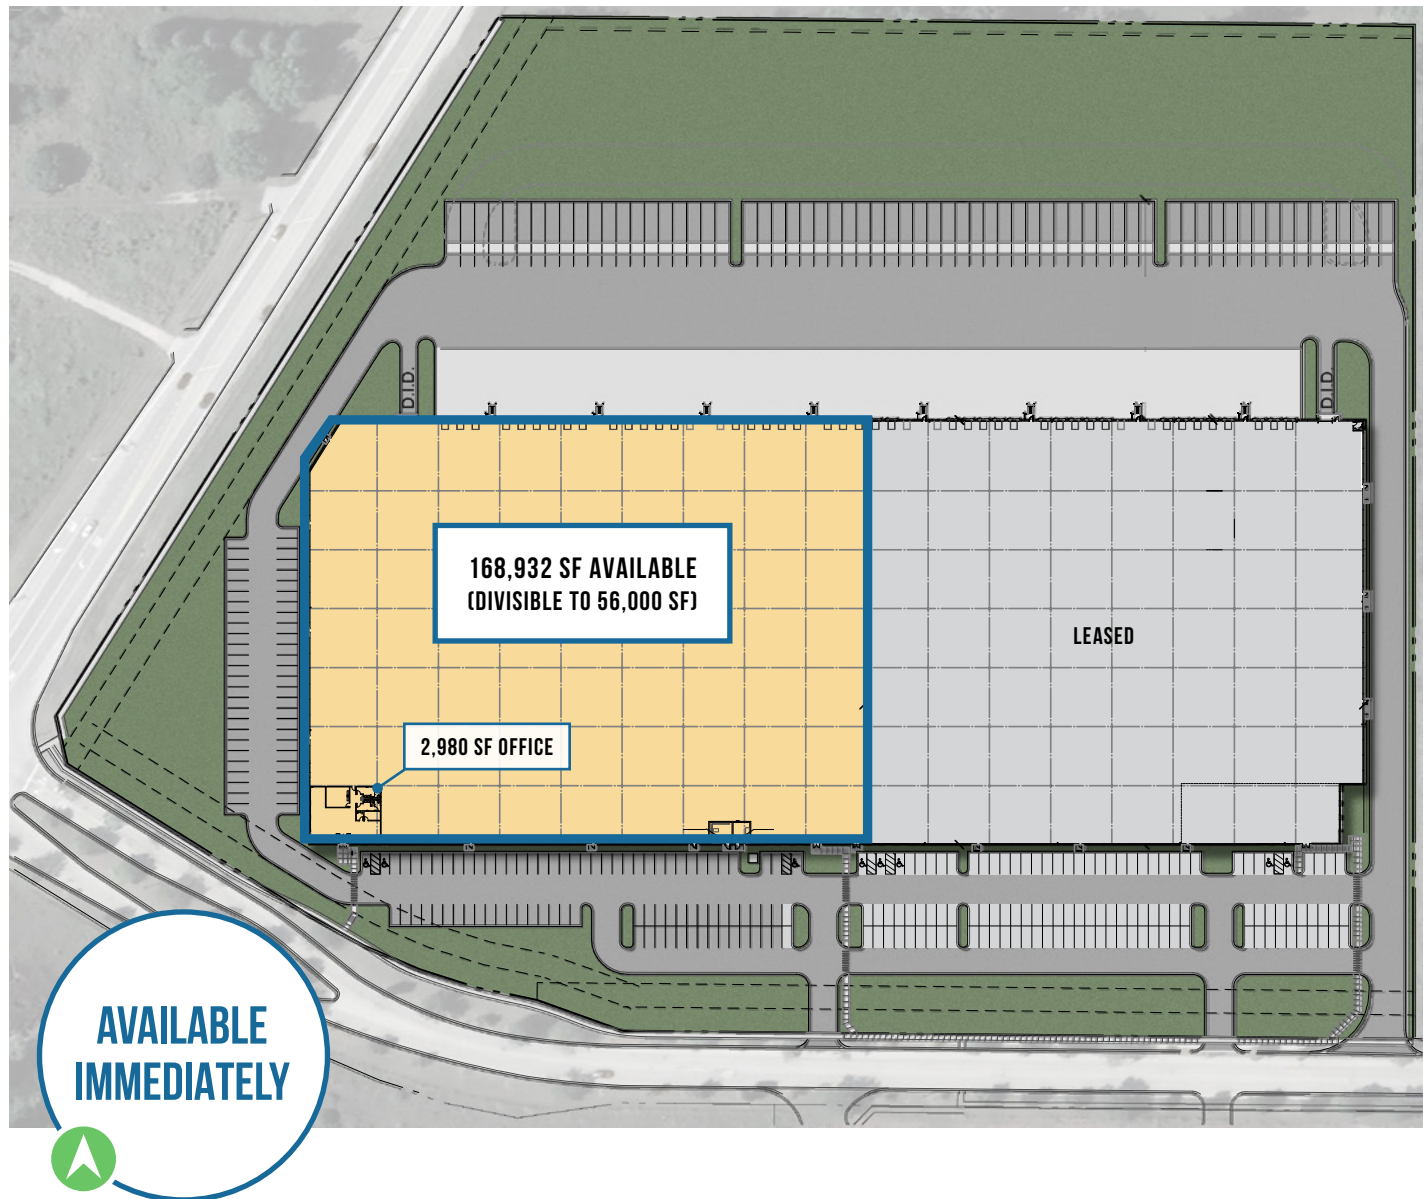 D.I.D.
D.I.D.
168,932 SF AVAILABLE
(DIVISIBLE TO 56,000 SF)
LEASED
2,980 SF OFFICE
AVAILABLE
IMMEDIATELY